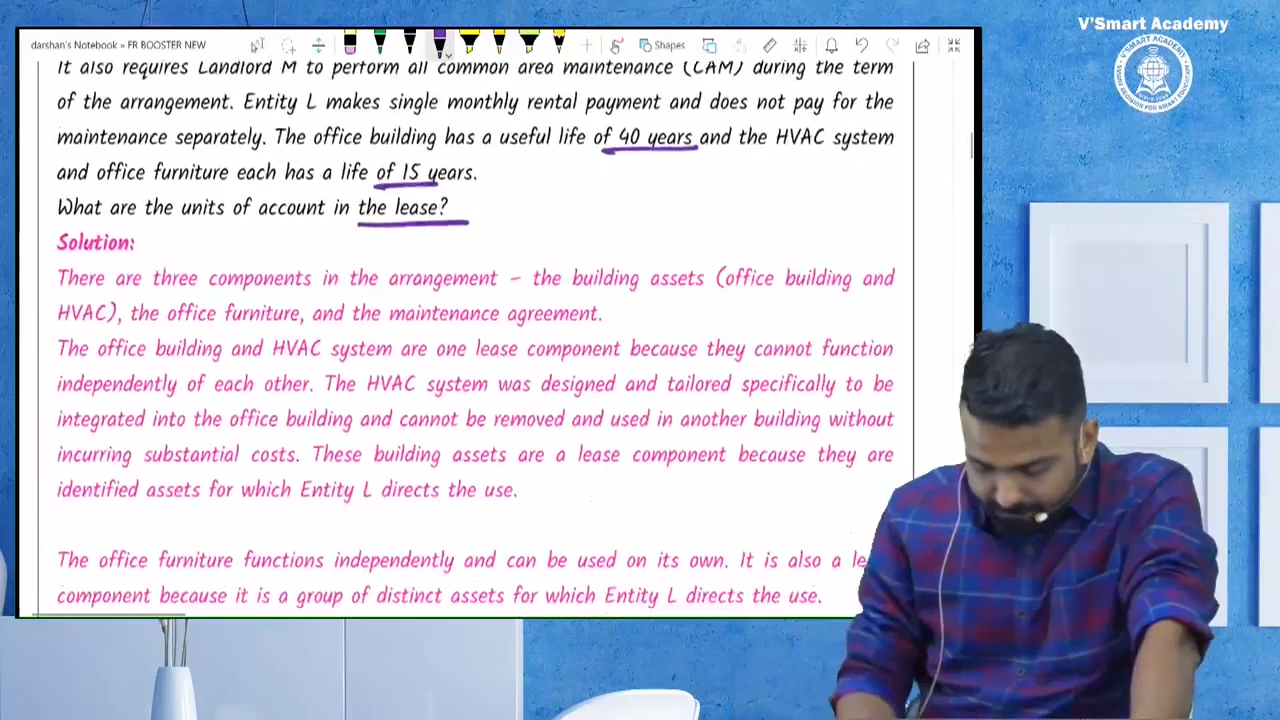 V'Smart Academy
darshan's Notebook » FR BOOSTER NEW
Shapes
V'SMART ACADEMY
It also requires Landlord M to perform all common area maintenance (CAM) during the term
of the arrangement. Entity L makes single monthly rental payment and does not pay for the
maintenance separately. The office building has a useful life of 40 years and the HVAC system
and office furniture each has a life of 15 years.
What are the units of account in the lease?
Solution:
There are three components in the arrangement – the building assets (office building and
HVAC), the office furniture, and the maintenance agreement.
The office building and HVAC system are one lease component because they cannot function
independently of each other. The HVAC system was designed and tailored specifically to be
integrated into the office building and cannot be removed and used in another building without
incurring substantial costs. These building assets are a lease component because they are
identified assets for which Entity L directs the use.
The office furniture functions independently and can be used on its own. It is also a le
component because it is a group of distinct assets for which Entity L directs the use.